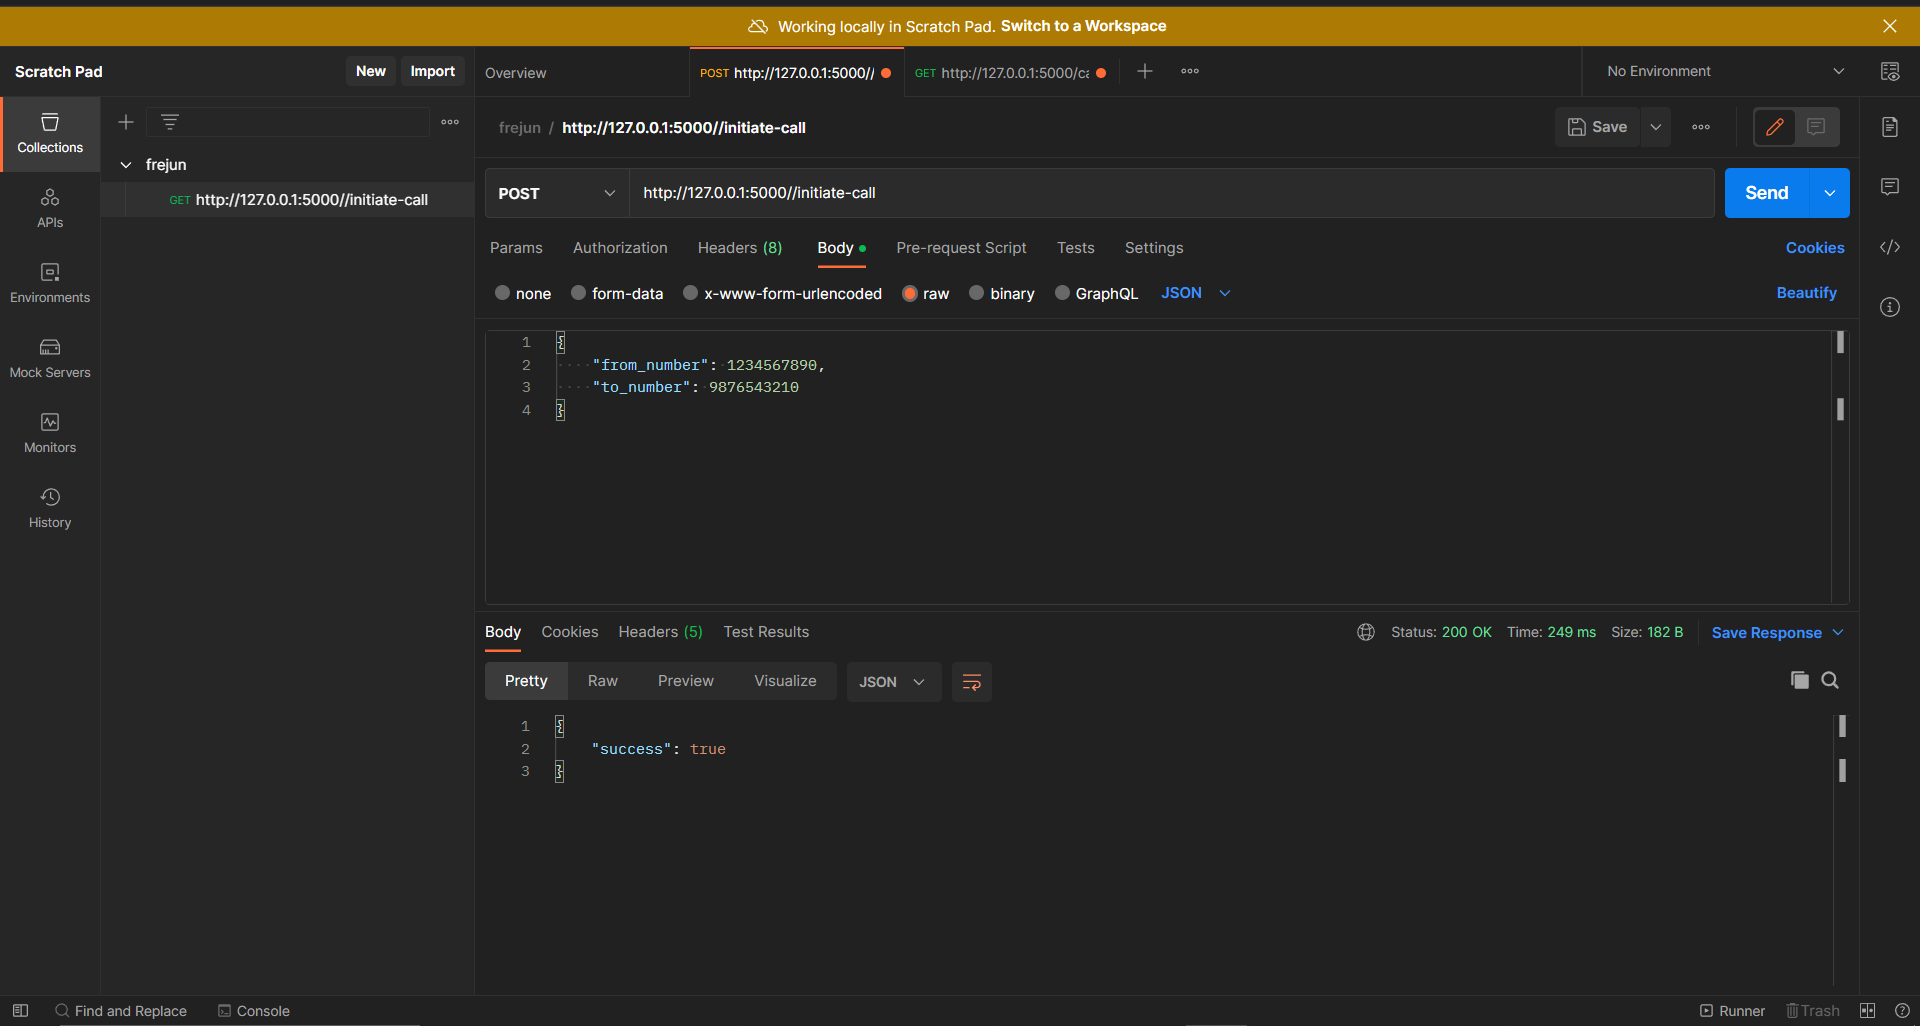 Working locally in Scratch Pad. Switch to a Workspace
Scratch Pad
New
Import
Overview
POST http://127.0.0.1:5000//
GET http://127.0.0.1:5000/ca
No Environment
Collections
APIs
Environments
Mock Servers
Monitors
History
frejun
GET http://127.0.0.1:5000//initiate-call
frejun / http://127.0.0.1:5000//initiate-call
Save
POST
http://127.0.0.1:5000//initiate-call
Send
Params Authorization Headers (8) Body Pre-request Script Tests Settings
Cookies
none form-data x-www-form-urlencoded raw binary GraphQL JSON
Beautify
1 {
2 "from_number": 1234567890,
3 "to_number": 9876543210
4 }
Body Cookies Headers (5) Test Results
Status: 200 OK Time: 249 ms Size: 182 B
Save Response
Pretty Raw Preview Visualize JSON
1 {
2 "success": true
3 }
Find and Replace
Console
Runner
Trash